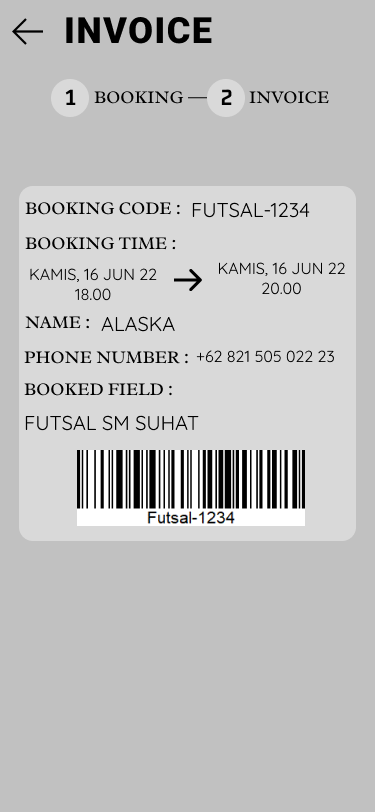 INVOICE
1 BOOKING — 2 INVOICE
BOOKING CODE : FUTSAL-1234
BOOKING TIME :
KAMIS, 16 JUN 22
18.00
KAMIS, 16 JUN 22
20.00
NAME : ALASKA
PHONE NUMBER : +62 821 505 022 23
BOOKED FIELD :
FUTSAL SM SUHAT
Futsal-1234